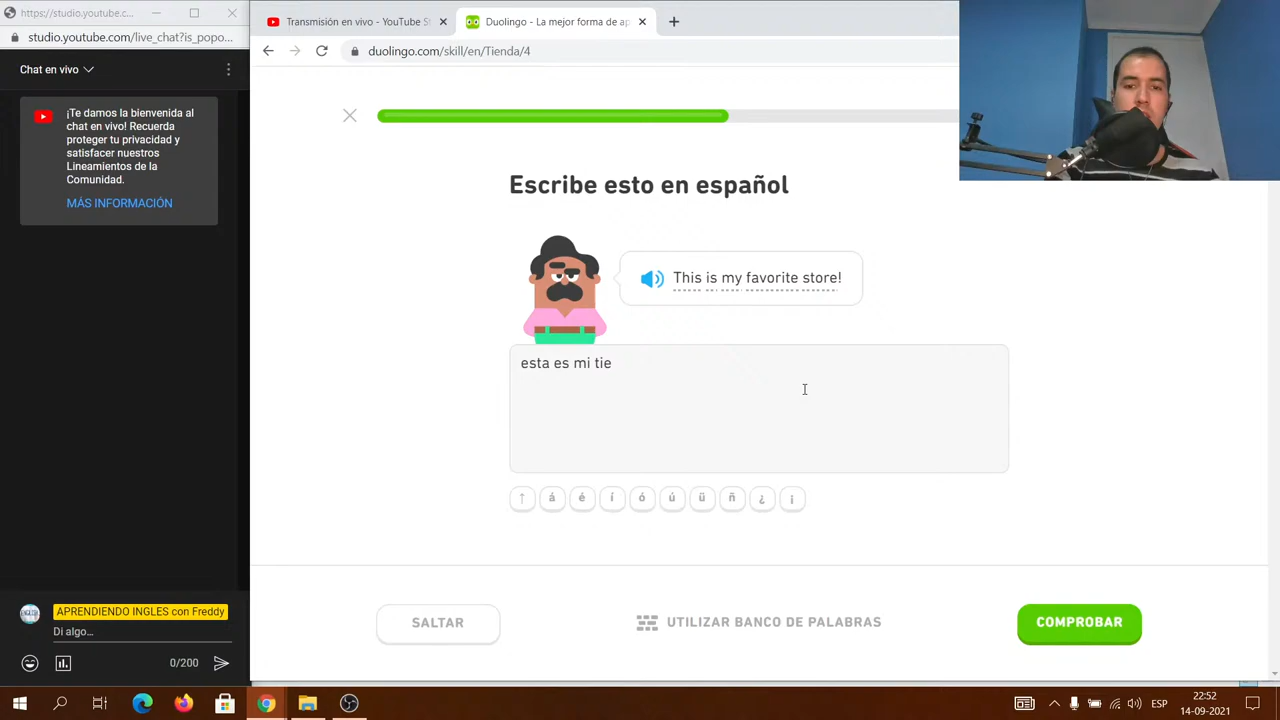 https://studio.youtube.com...
studio.youtube.com/live_chat?is_popo...
Chat en vivo
¡Te damos la bienvenida al
chat en vivo! Recuerda
proteger tu privacidad y
satisfacer nuestros
Lineamientos de la
Comunidad.
MÁS INFORMACIÓN
APRENDIENDO INGLES con Freddy
Di algo...
0/200
Transmisión en vivo - YouTube S
Duolingo - La mejor forma de ap
duolingo.com/skill/en/Tienda/4
Escribe esto en español
This is my favorite store!
esta es mi tie
↑ á é í ó ú ü ñ ¿ ¡
SALTAR
UTILIZAR BANCO DE PALABRAS
COMPROBAR
ESP
22:52
14-09-2021